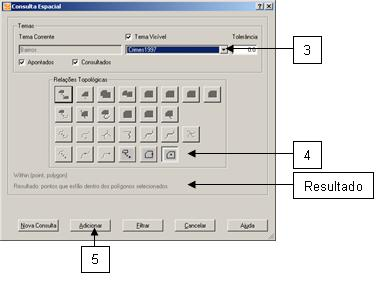 Consulta Espacial
Temas
Tema Corrente
Tema Visível
Tolerância
Bairros
Crimes1997
0.0
3
Apontados
Consultados
Relações Topológicas
4
Within (point, polygon)
Resultado: pontos que estão dentro dos polígonos selecionados
Resultado
Nova Consulta
Adicionar
Filtrar
Cancelar
Ajuda
5